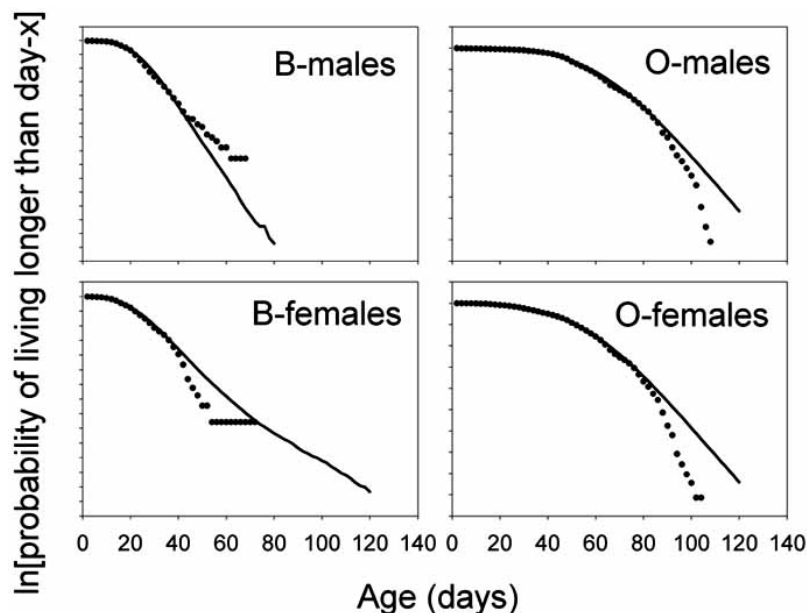 ln[probability of living longer than day-x]
B-males
O-males
B-females
O-females
0 20 40 60 80 100 120 140
0 20 40 60 80 100 120 140
Age (days)